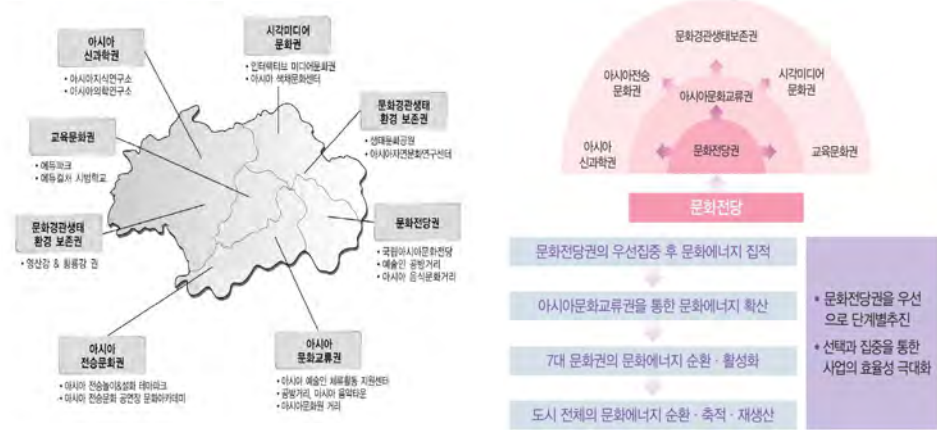 아시아
신과학권
• 아시아지식연구소
• 아시아의학연구소
시각미디어
문화권
• 인터랙티브 미디어문화권
• 아시아 색채문화센터
교육문화권
• 에듀파크
• 에듀컬처 시범학교
문화경관생태
환경 보존권
• 생태문화공원
• 아시아자연문화연구센터
문화경관생태
환경 보존권
• 영산강 & 황룡강 권
문화전당권
• 국립아시아문화전당
• 예술인 공방거리
• 아시아 음식문화거리
아시아
전승문화권
• 아시아 전승놀이&설화 테마파크
• 아시아 전승문화 공연장 문화아카데미
아시아
문화교류권
• 아시아 예술인 체류활동 지원센터
• 공방거리, 아시아 음악타운
• 아시아문화원 거리
문화경관생태보존권
아시아전승
문화권
시각미디어
문화권
아시아문화교류권
아시아
신과학권
문화전당권
교육문화권
문화전당
문화전당권의 우선집중 후 문화에너지 집적
아시아문화교류권을 통한 문화에너지 확산
7대 문화권의 문화에너지 순환 · 활성화
도시 전체의 문화에너지 순환 · 축적 · 재생산
• 문화전당권을 우선
으로 단계별추진
• 선택과 집중을 통한
사업의 효율성 극대화